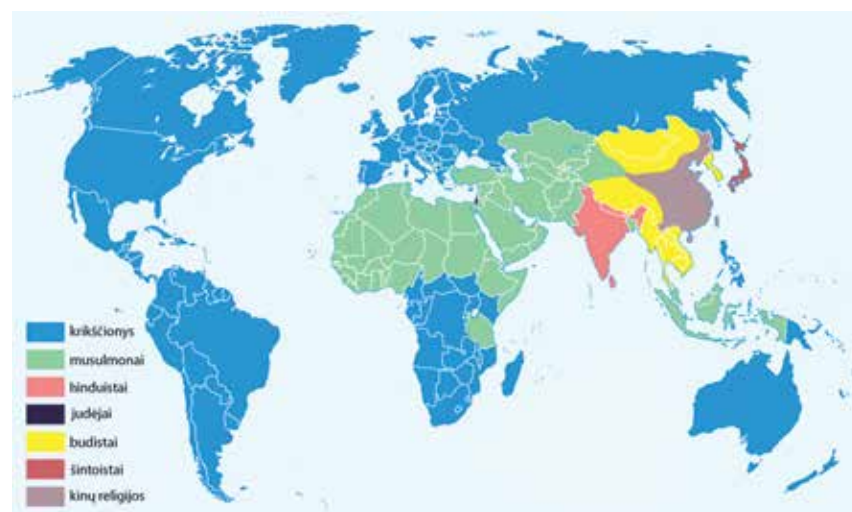 krikščionys
musulmonai
hinduistai
judėjai
budistai
šintoistai
kinų religijos